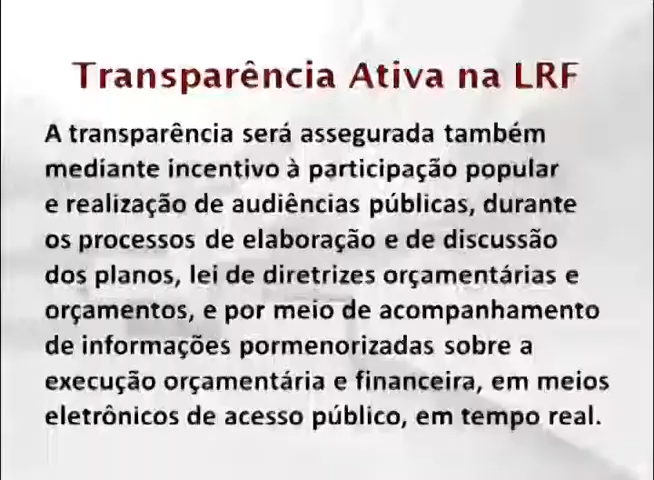 Transparência Ativa na LRF
A transparência será assegurada também
mediante incentivo à participação popular
e realização de audiências públicas, durante
os processos de elaboração e de discussão
dos planos, lei de diretrizes orçamentárias e
orçamentos, e por meio de acompanhamento
de informações pormenorizadas sobre a
execução orçamentária e financeira, em meios
eletrônicos de acesso público, em tempo real.